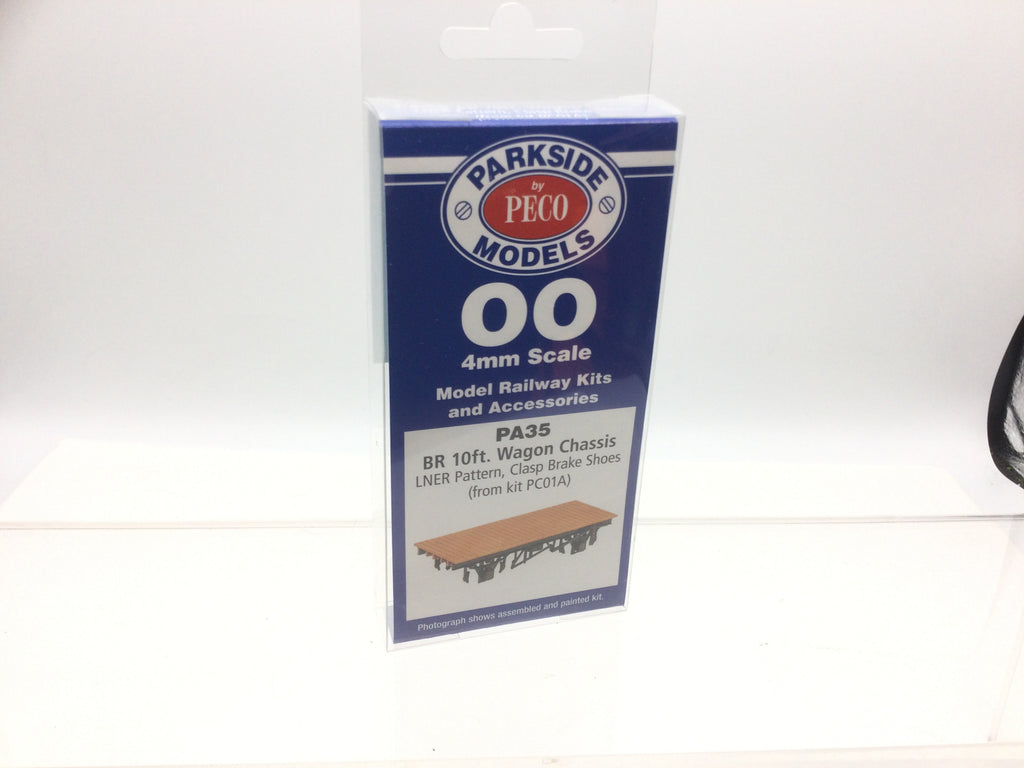 PARKSIDE
by
PECO
MODELS
OO
4mm Scale
Model Railway Kits
and Accessories
PA35
BR 10ft. Wagon Chassis
LNER Pattern, Clasp Brake Shoes
(from kit PC01A)
Photograph shows assembled and painted kit.